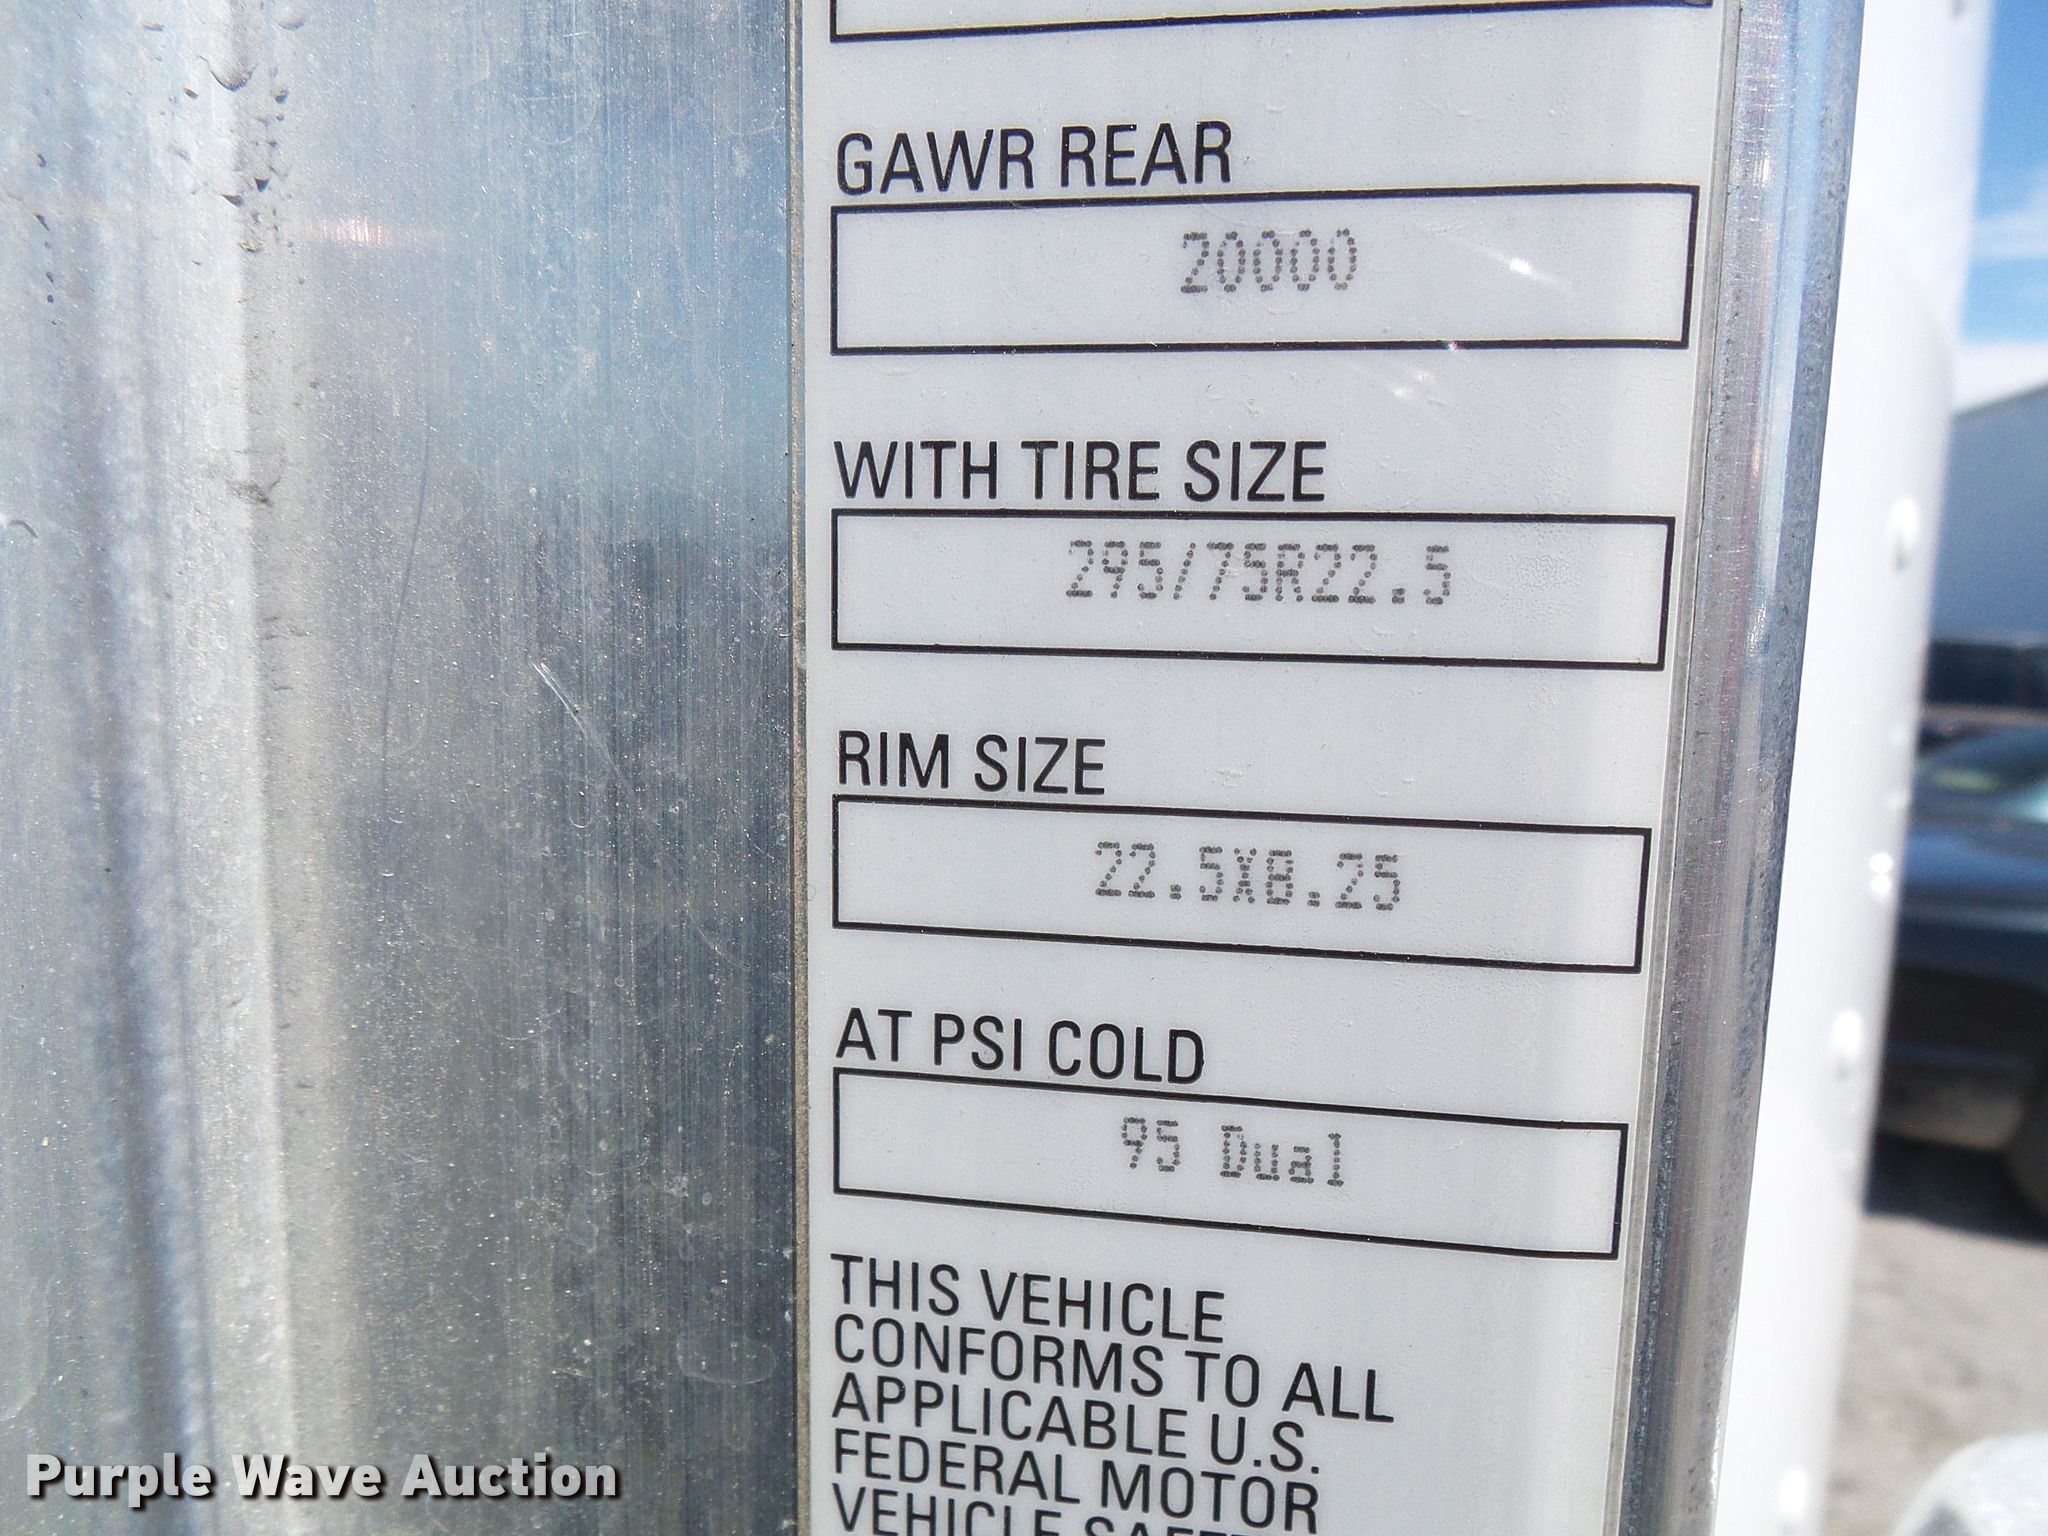 GAWR REAR
20000
WITH TIRE SIZE
295/75R22.5
RIM SIZE
22.5X8.25
AT PSI COLD
95 Dual
THIS VEHICLE
CONFORMS TO ALL
APPLICABLE U.S.
FEDERAL MOTOR
VEHICLE
Purple Wave Auction